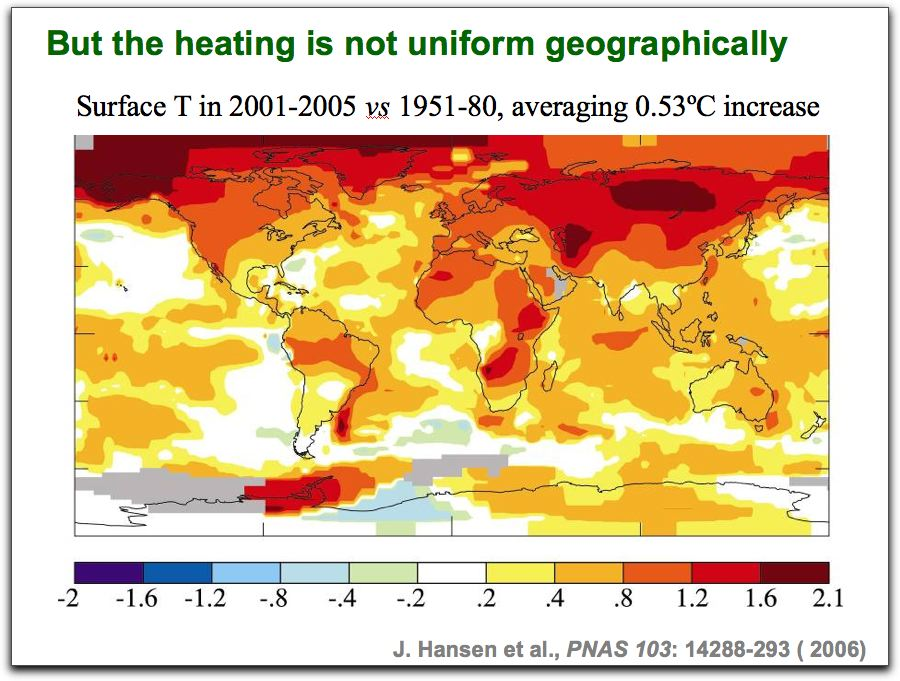 But the heating is not uniform geographically
Surface T in 2001-2005 vs 1951-80, averaging 0.53ºC increase
-2 -1.6 -1.2 -.8 -.4 -.2 .2 .4 .8 1.2 1.6 2.1
J. Hansen et al., PNAS 103: 14288-293 ( 2006)